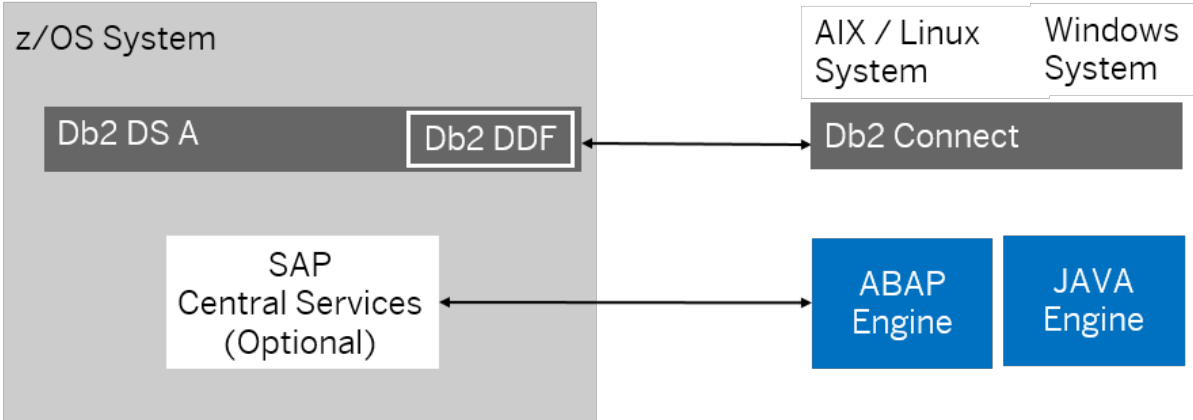 z/OS System
AIX / Linux
System
Windows
System
Db2 DS A
Db2 DDF
Db2 Connect
SAP
Central Services
(Optional)
ABAP
Engine
JAVA
Engine